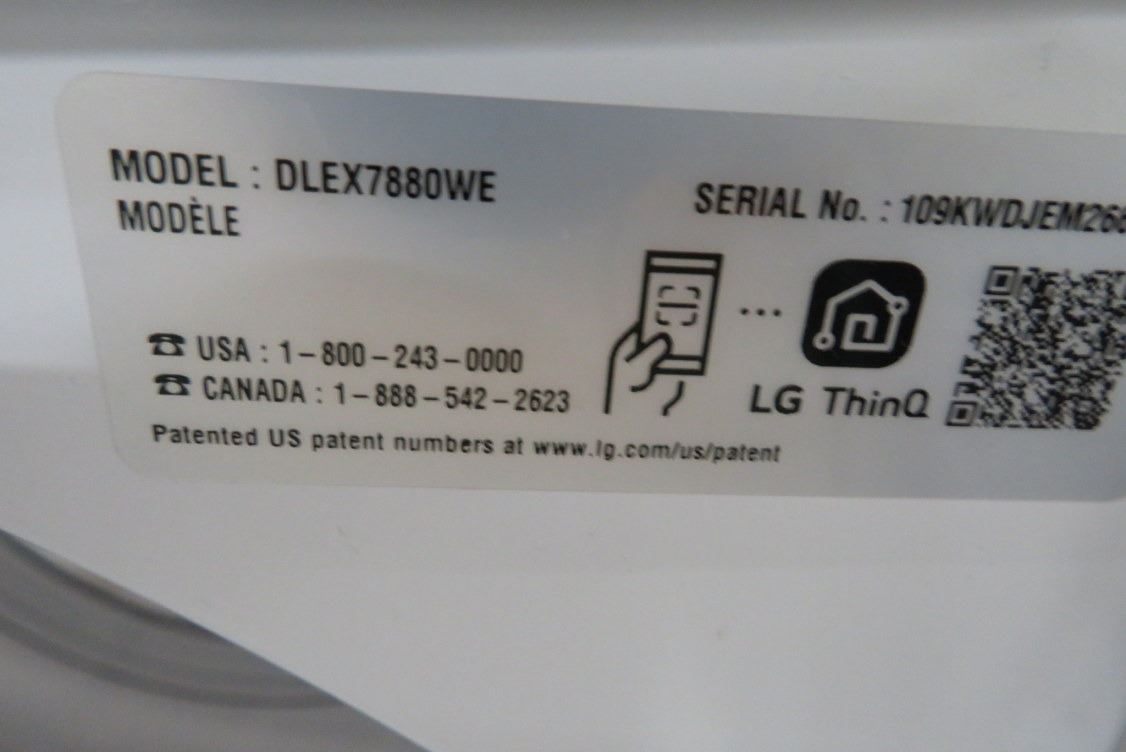 MODEL : DLEX7880WE
MODÈLE
SERIAL No. :
☎ USA : 1-800-243-0000
☎ CANADA : 1-888-542-2623
LG ThinQ
Patented US patent numbers at www.lg.com/us/patent